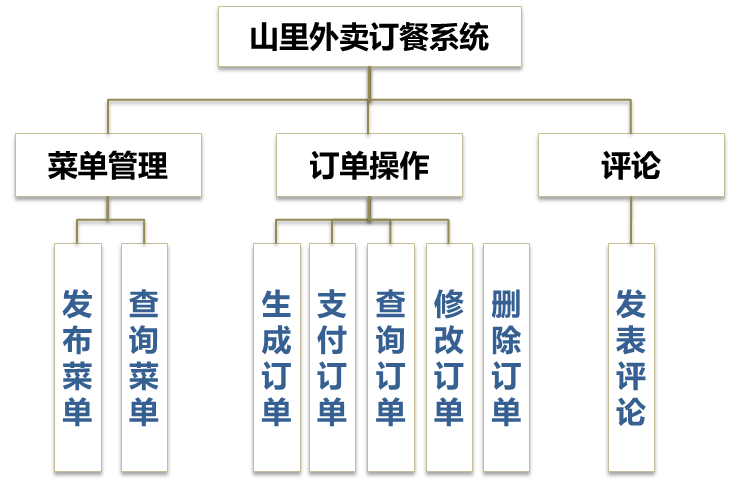 山里外卖订餐系统
菜单管理
订单操作
评论
发布菜单
查询菜单
生成订单
支付订单
查询订单
修改订单
删除订单
发表评论